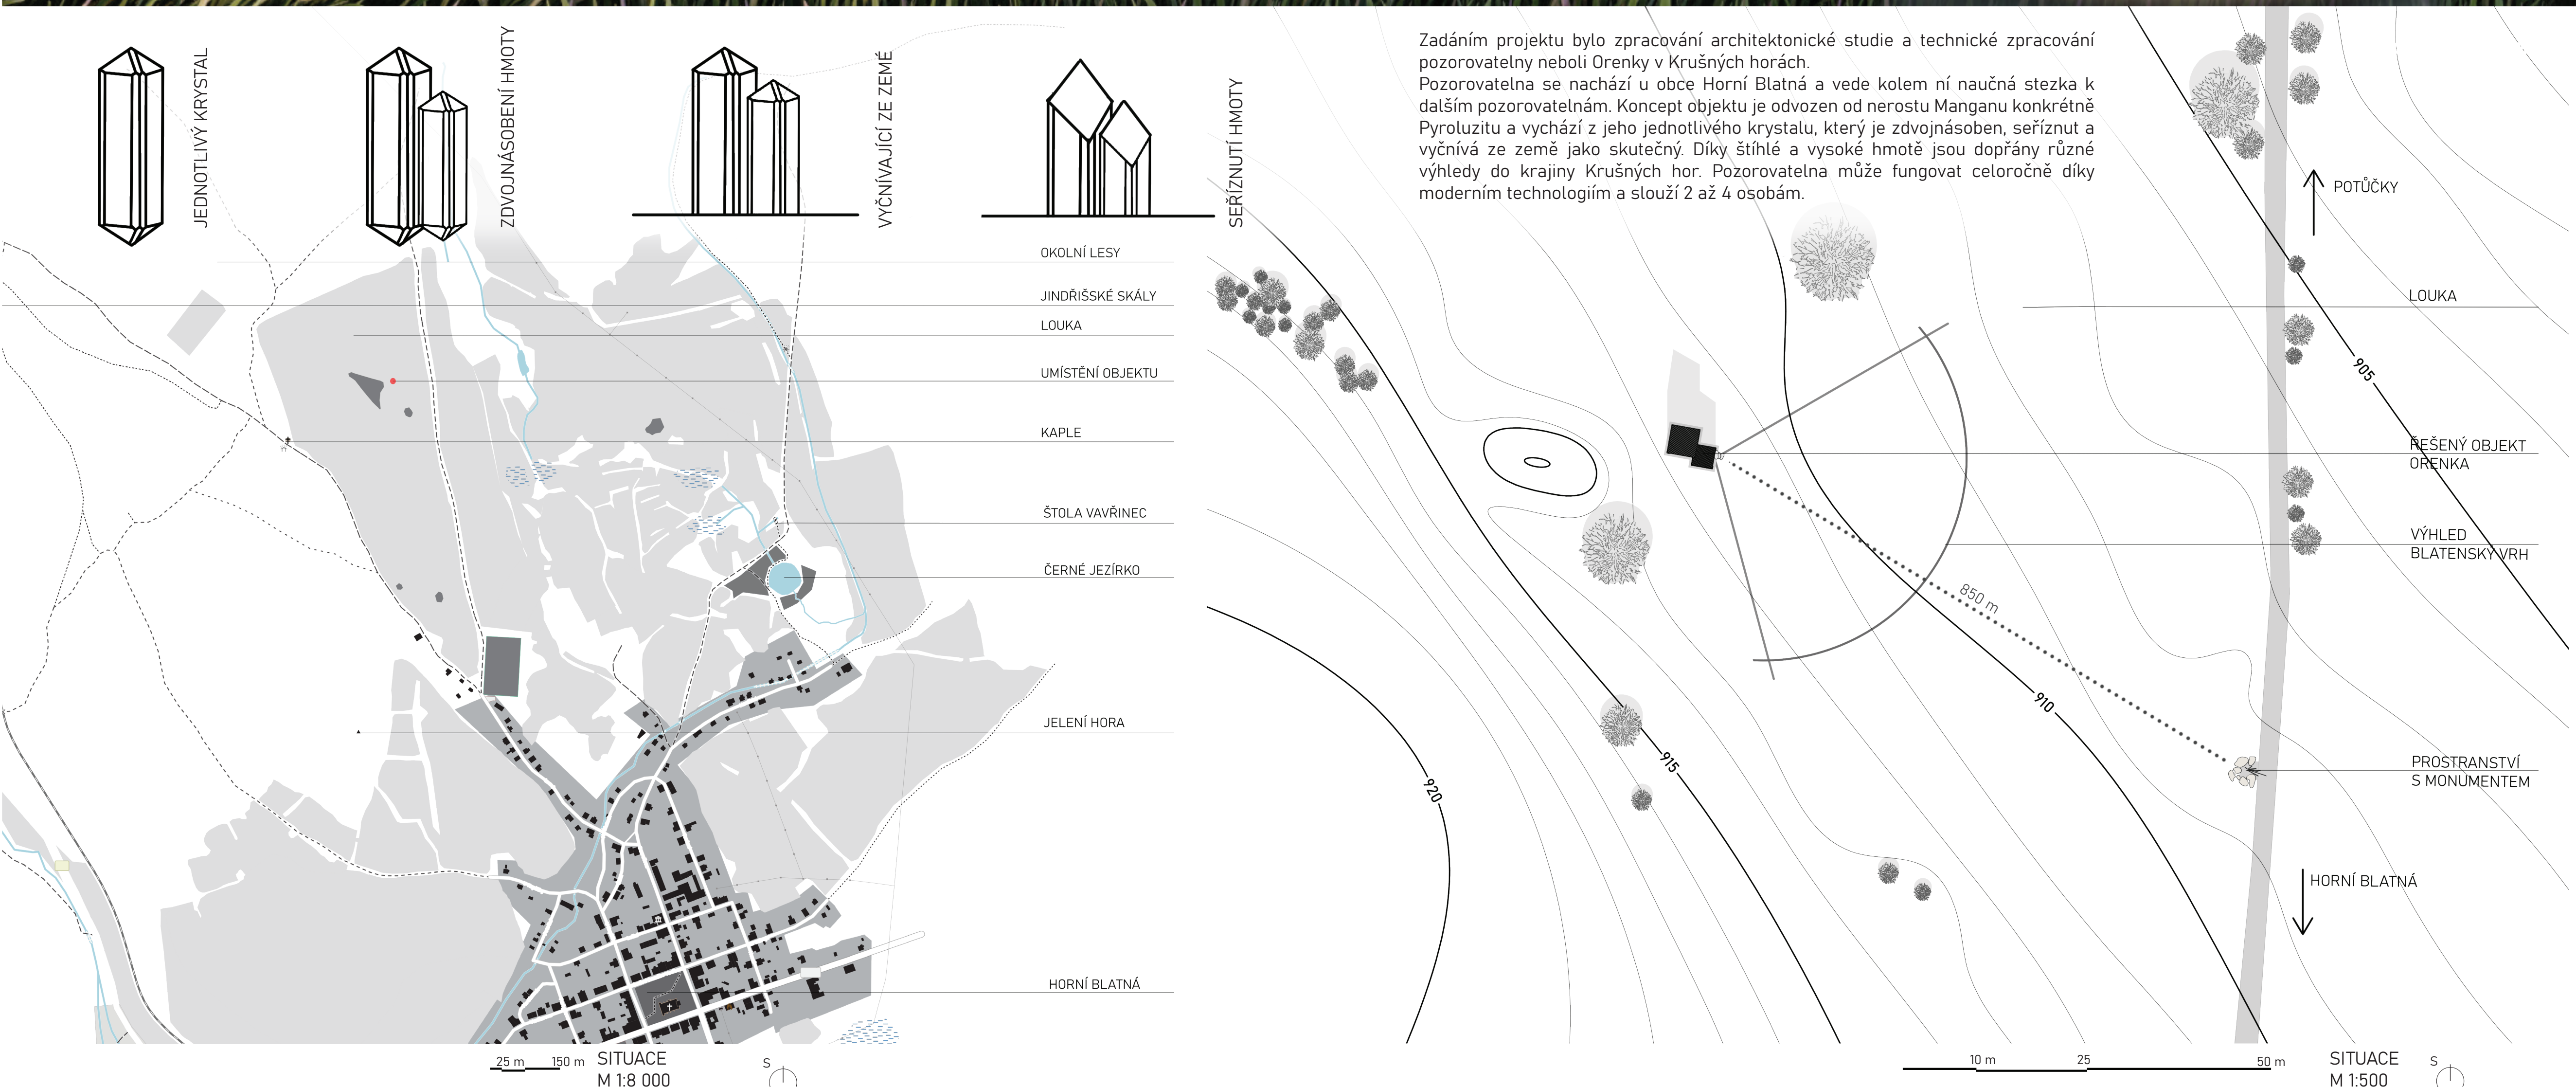 JEDNOTLIVÝ KRYSTAL
ZDVOJNÁSOBENÍ HMOTY
VYČNÍVAJÍCÍ ZE ZEMĚ
SEŘÍZNUTÍ HMOTY
OKOLNÍ LESY
JINDŘIŠSKÉ SKÁLY
LOUKA
UMÍSTĚNÍ OBJEKTU
KAPLE
ŠTOLA VAVŘINEC
ČERNÉ JEZÍRKO
JELENÍ HORA
HORNÍ BLATNÁ
25 m 150 m
SITUACE
M 1:8 000
S
Zadáním projektu bylo zpracování architektonické studie a technické zpracování
pozorovatelny neboli Orenky v Krušných horách.
Pozorovatelna se nachází u obce Horní Blatná a vede kolem ní naučná stezka k
dalším pozorovatelnám. Koncept objektu je odvozen od nerostu Manganu konkrétně
Pyroluzitu a vychází z jeho jednotlivého krystalu, který je zdvojnásoben, seříznut a
vyčnívá ze země jako skutečný. Díky štíhlé a vysoké hmotě jsou dopřány různé
výhledy do krajiny Krušných hor. Pozorovatelna může fungovat celoročně díky
moderním technologiím a slouží 2 až 4 osobám.
POTŮČKY
LOUKA
905
ŘEŠENÝ OBJEKT
ORENKA
VÝHLED
BLATENSKÝ VRH
850 m
910
915
920
PROSTRANSTVÍ
S MONUMENTEM
HORNÍ BLATNÁ
10 m 25 50 m
SITUACE
M 1:500
S